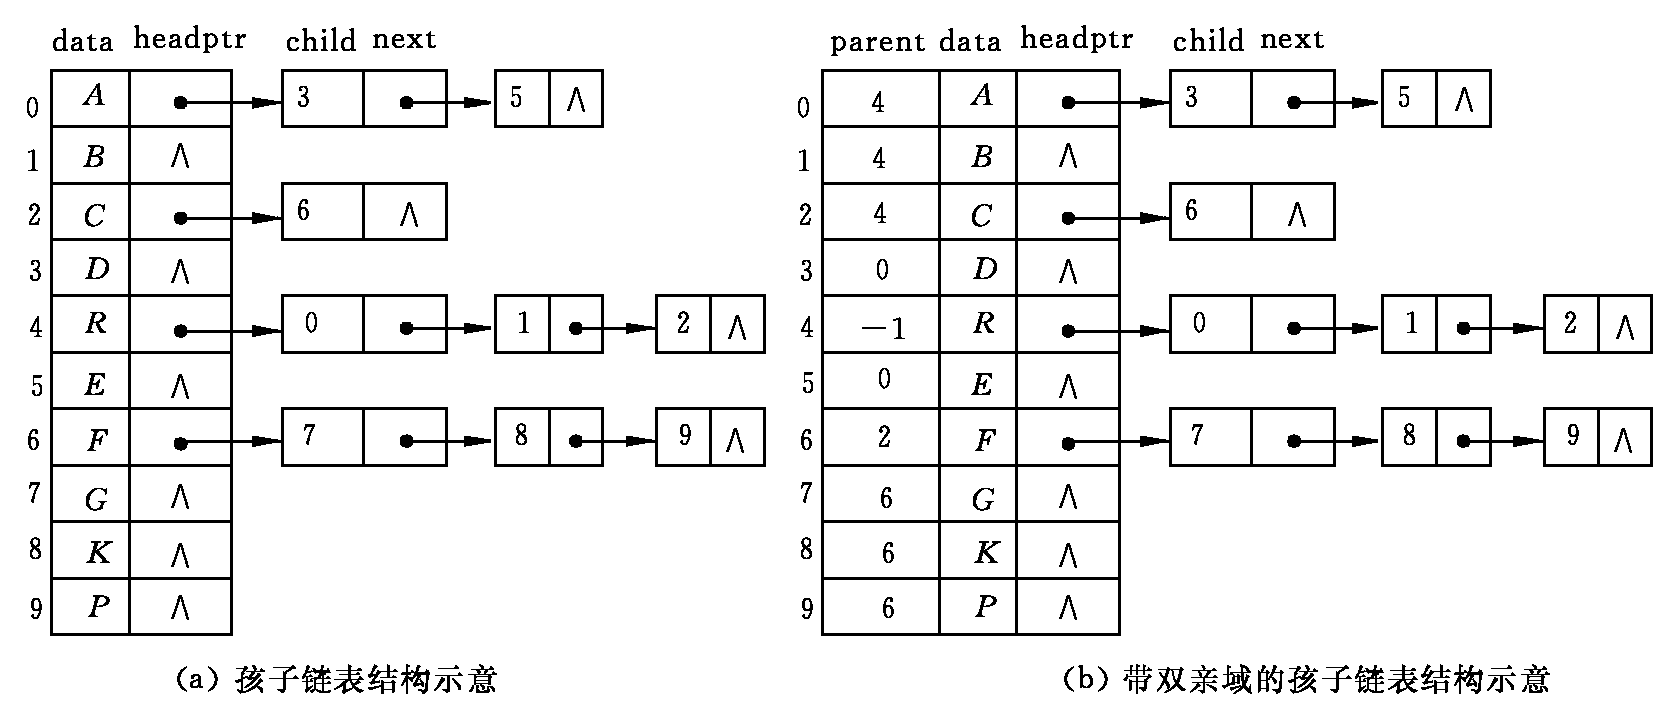 data headptr child next parent data headptr child next
0 A 3 5 ∧ 0 4 A 3 5 ∧
1 B ∧ 1 4 B ∧
2 C 6 ∧ 2 4 C 6 ∧
3 D ∧ 3 0 D ∧
4 R 0 1 2 ∧ 4 −1 R 0 1 2 ∧
5 E ∧ 5 0 E ∧
6 F 7 8 9 ∧ 6 2 F 7 8 9 ∧
7 G ∧ 7 6 G ∧
8 K ∧ 8 6 K ∧
9 P ∧ 9 6 P ∧
(a) 孩子链表结构示意 (b) 带双亲域的孩子链表结构示意